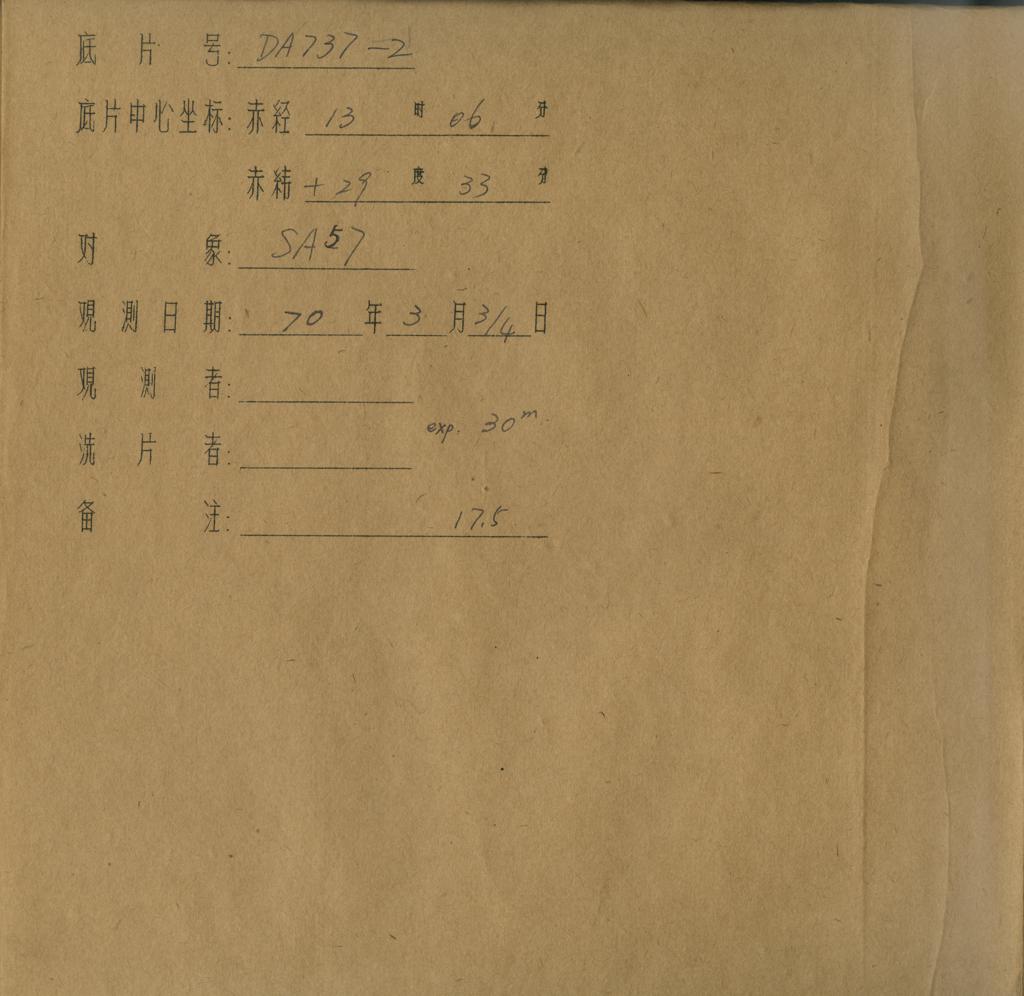 底片号: DA737-2
底片中心坐标: 赤经 13 时 06 分
赤纬 +29 度 33 分
对象: SA57
观测日期: 70 年 3 月 3/4 日
观测者:
exp. 30m
洗片者:
备注: 17.5